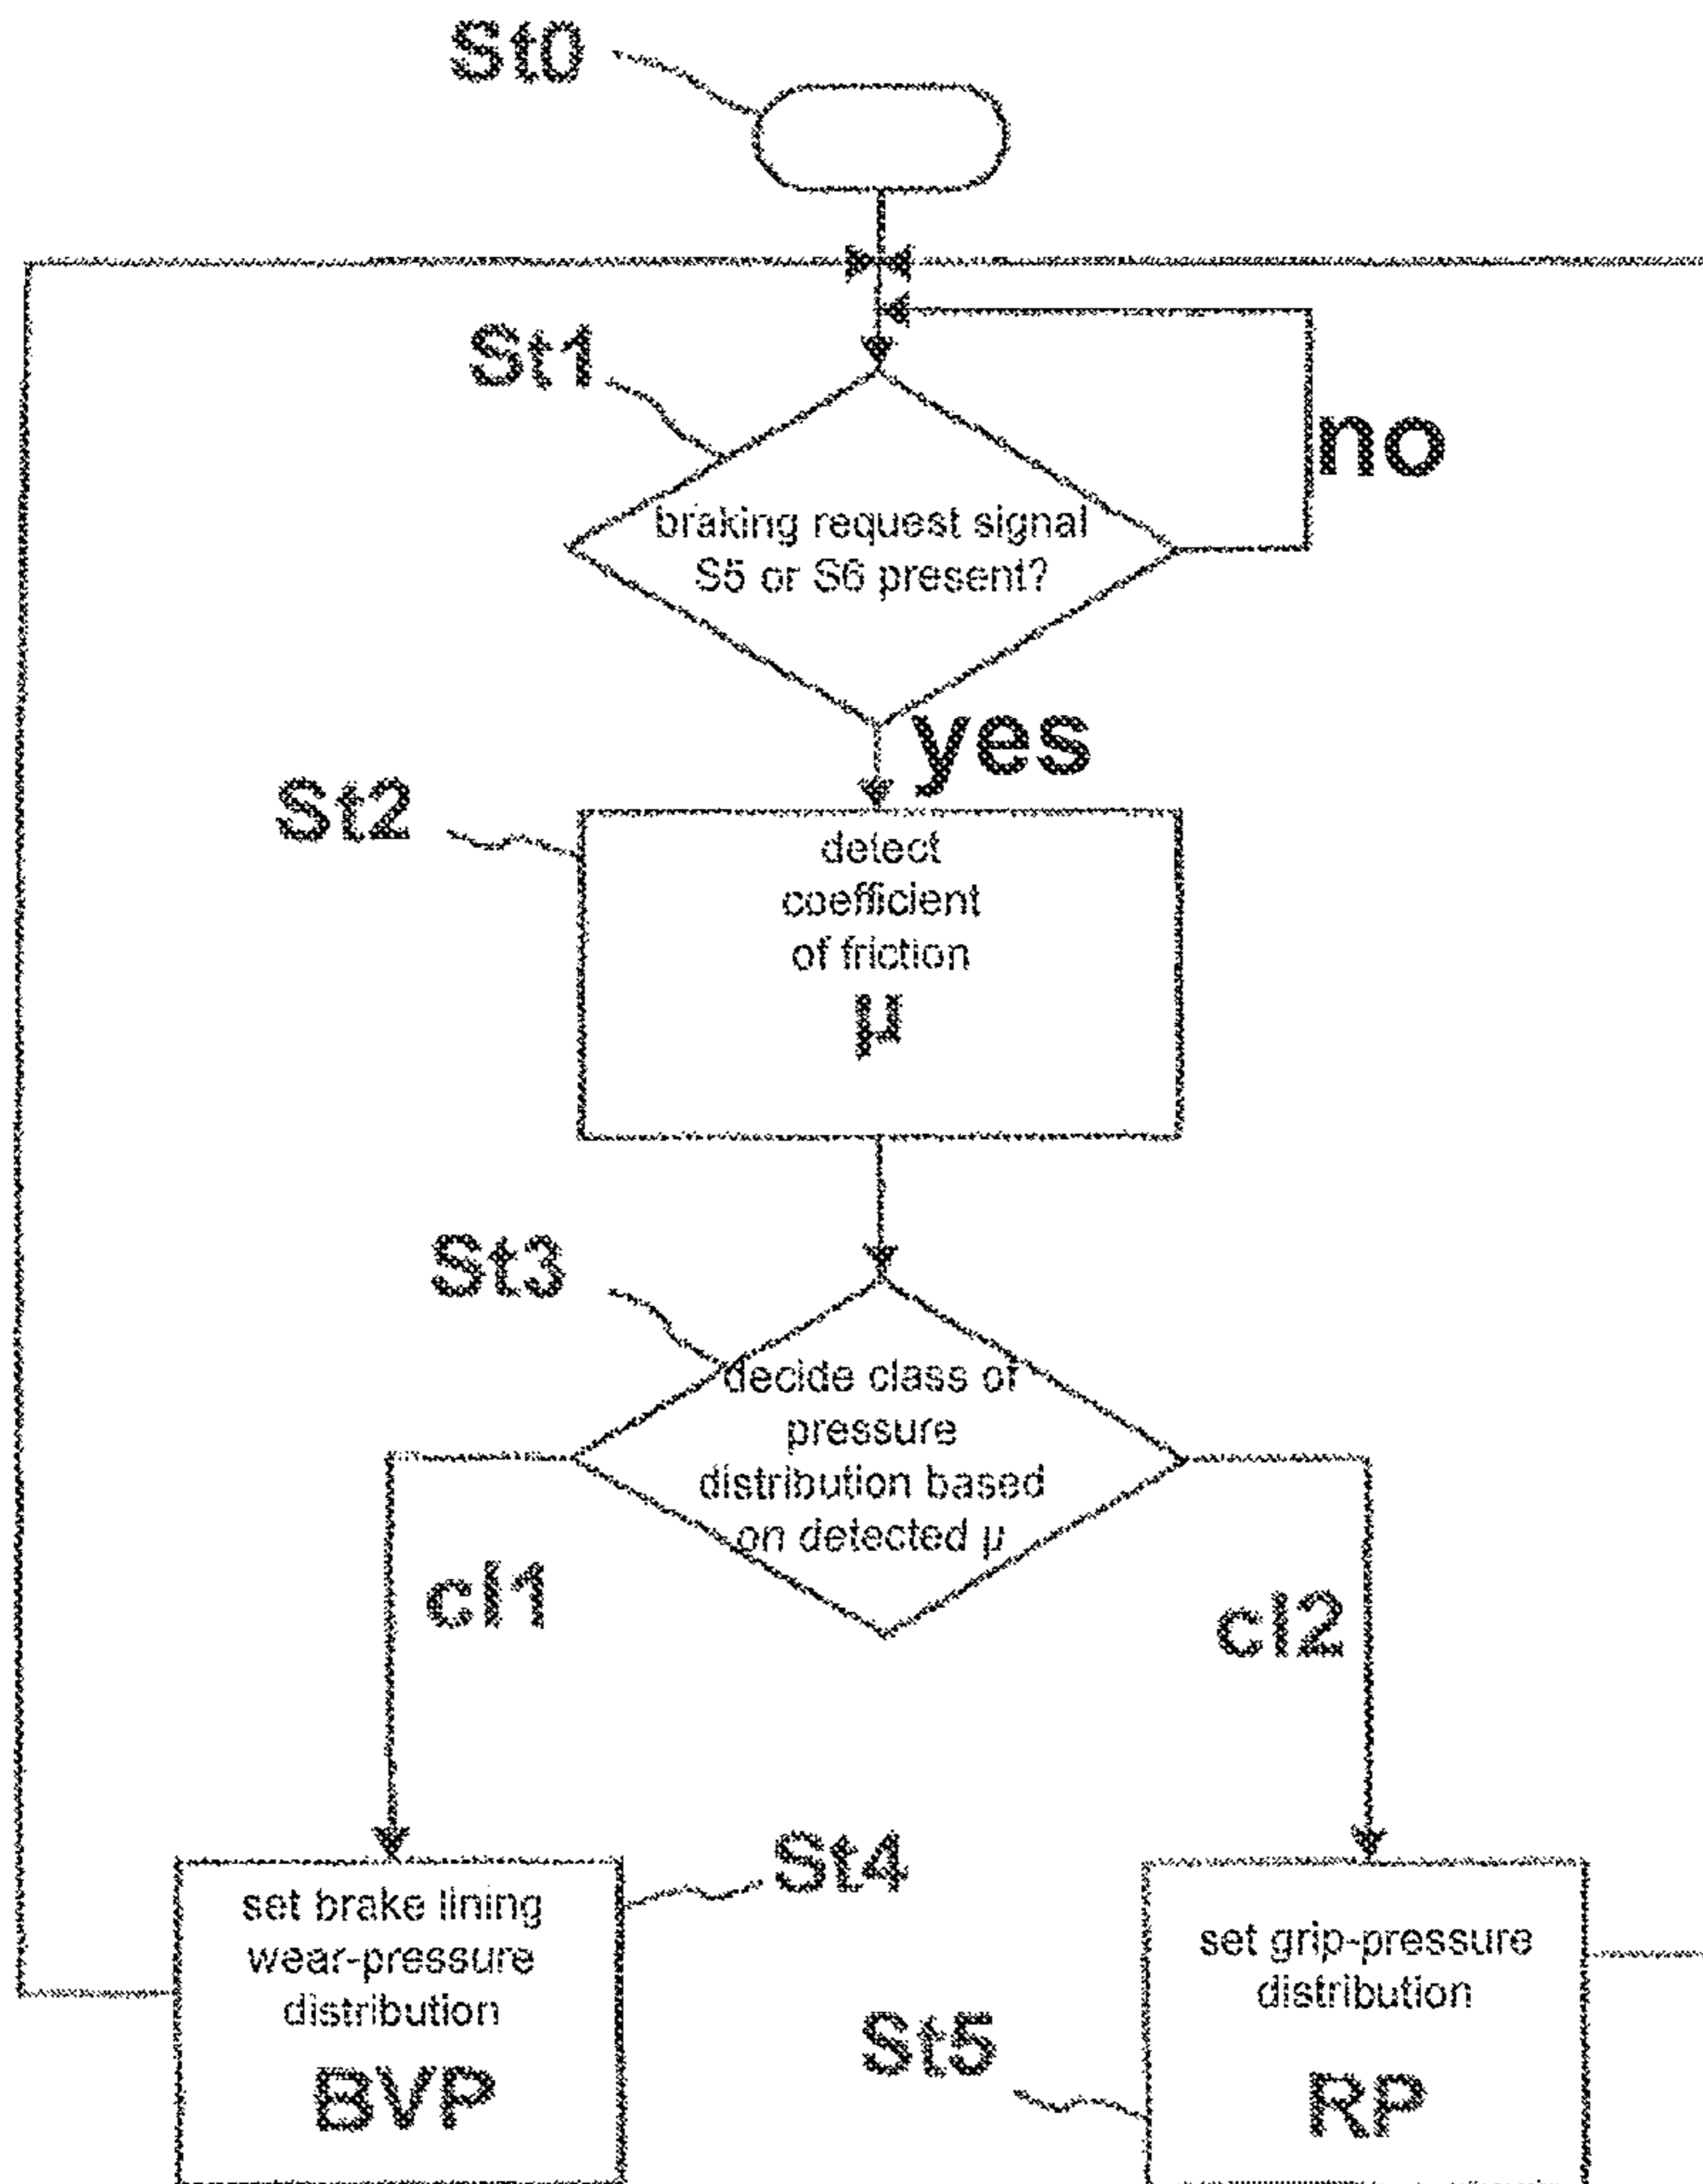 St0
St1
no
braking request signal
S5 or S6 present?
yes
St2
detect
coefficient
of friction
µ
St3
decide class of
pressure
distribution based
on detected µ
cl1
cl2
St4
set brake lining
wear-pressure
distribution
BVP
set grip-pressure
distribution
St5
RP